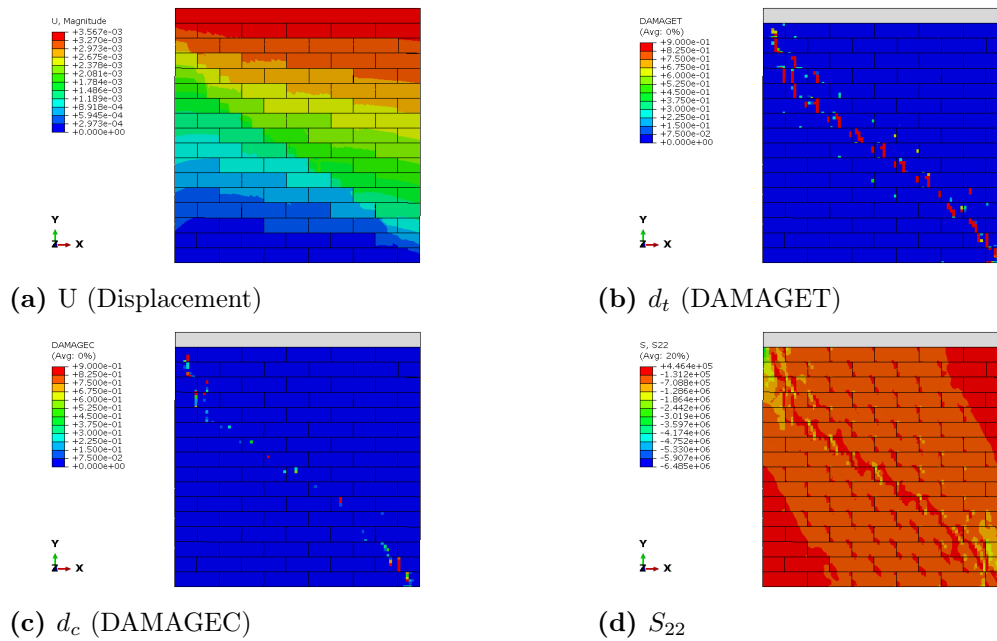 U, Magnitude
+3.567e-03
+3.270e-03
+2.973e-03
+2.675e-03
+2.378e-03
+2.081e-03
+1.784e-03
+1.486e-03
+1.189e-03
+8.918e-04
+5.945e-04
+2.973e-04
+0.000e+00
Y
Z X
(a) U (Displacement)
DAMAGET
(Avg: 0%)
+9.000e-01
+8.250e-01
+7.500e-01
+6.750e-01
+6.000e-01
+5.250e-01
+4.500e-01
+3.750e-01
+3.000e-01
+2.250e-01
+1.500e-01
+7.500e-02
+0.000e+00
Y
Z X
(b) d_t (DAMAGET)
DAMAGEC
(Avg: 0%)
+9.000e-01
+8.250e-01
+7.500e-01
+6.750e-01
+6.000e-01
+5.250e-01
+4.500e-01
+3.750e-01
+3.000e-01
+2.250e-01
+1.500e-01
+7.500e-02
+0.000e+00
Y
Z X
(c) d_c (DAMAGEC)
S, S22
(Avg: 20%)
+4.464e+05
-1.312e+05
-7.088e+05
-1.286e+06
-1.864e+06
-2.442e+06
-3.019e+06
-3.597e+06
-4.174e+06
-4.752e+06
-5.330e+06
-5.907e+06
-6.485e+06
Y
Z X
(d) S_22